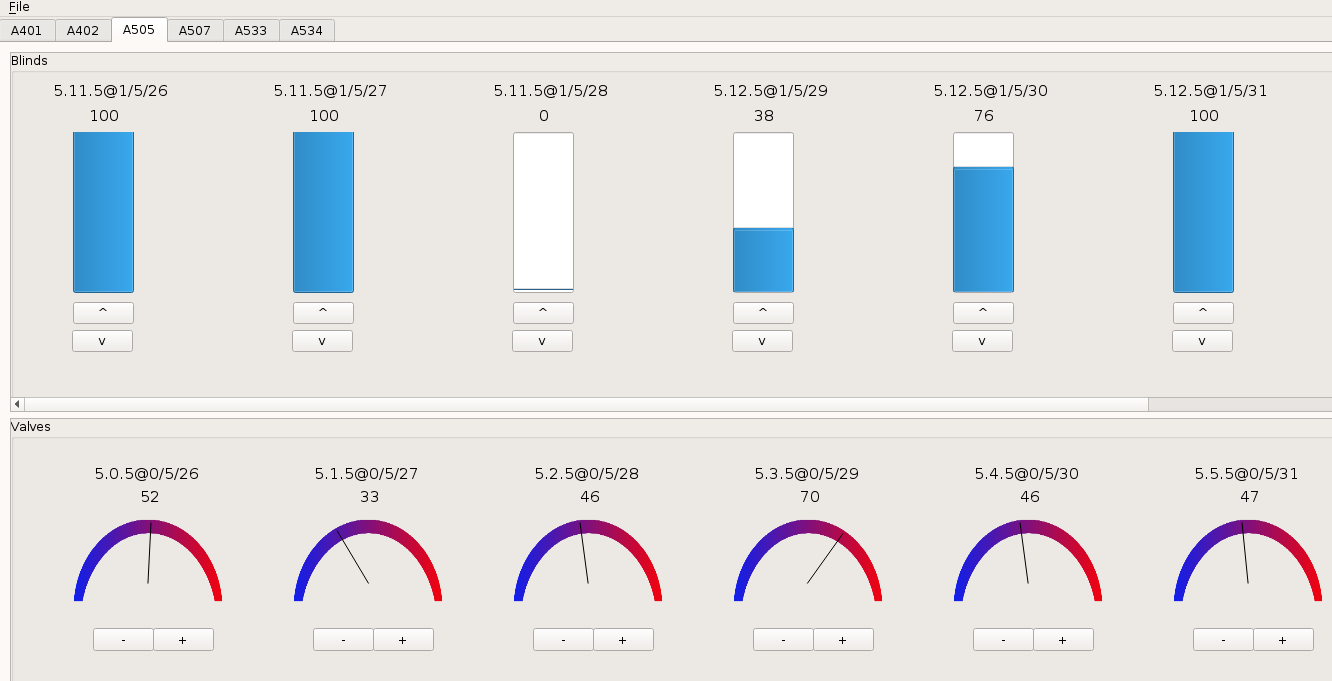 File
A401 A402 A505 A507 A533 A534
Blinds
5.11.5@1/5/26 5.11.5@1/5/27 5.11.5@1/5/28 5.12.5@1/5/29 5.12.5@1/5/30 5.12.5@1/5/31
100 100 0 38 76 100
^ ^ ^ ^ ^ ^
v v v v v v
Valves
5.0.5@0/5/26 5.1.5@0/5/27 5.2.5@0/5/28 5.3.5@0/5/29 5.4.5@0/5/30 5.5.5@0/5/31
52 33 46 70 46 47
- + - + - + - + - + - +